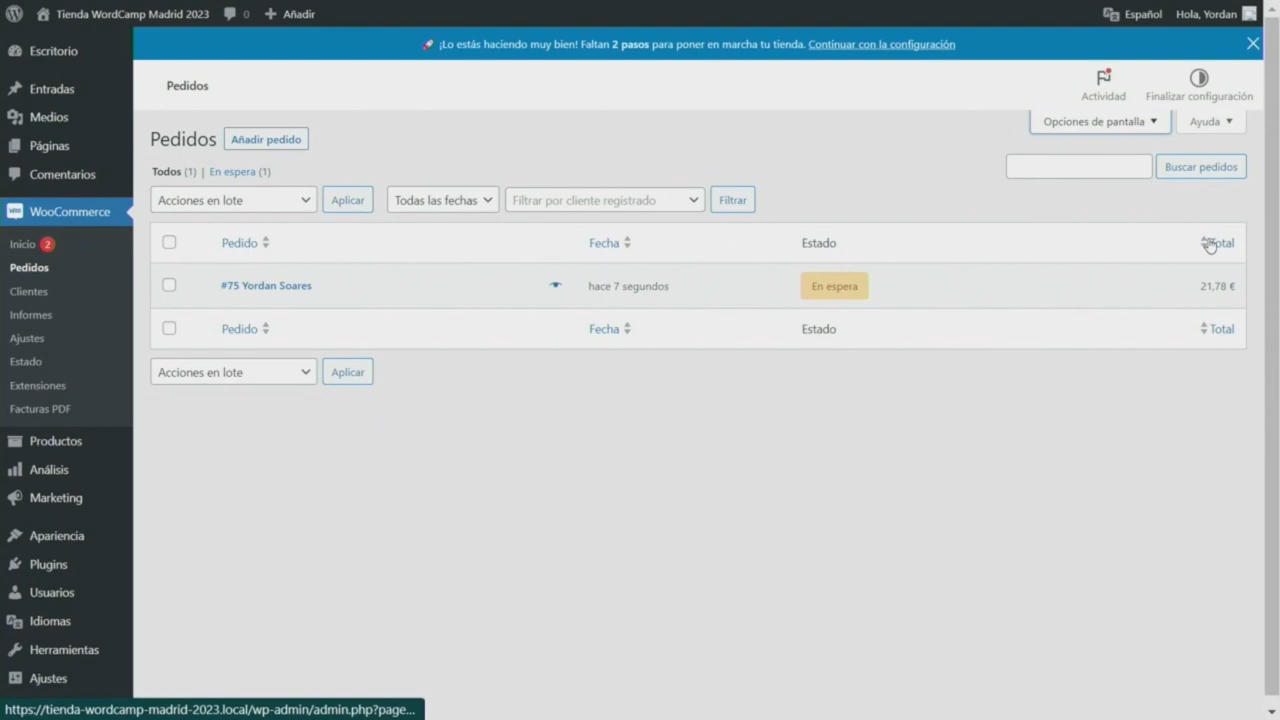 Tienda WordCamp Madrid 2023 0 Añadir Español Hola, Yordan
¡Lo estás haciendo muy bien! Faltan 2 pasos para poner en marcha tu tienda. Continuar con la configuración
Pedidos
Actividad
Finalizar configuración
Opciones de pantalla
Ayuda
Pedidos
Añadir pedido
Todos (1) | En espera (1)
Buscar pedidos
Acciones en lote
Aplicar
Todas las fechas
Filtrar por cliente registrado
Filtrar
Pedido Fecha Estado Total
#75 Yordan Soares hace 7 segundos En espera 21,78 €
Pedido Fecha Estado Total
Acciones en lote
Aplicar
Escritorio
Entradas
Medios
Páginas
Comentarios
WooCommerce
Inicio 2
Pedidos
Clientes
Informes
Ajustes
Estado
Extensiones
Facturas PDF
Productos
Análisis
Marketing
Apariencia
Plugins
Usuarios
Idiomas
Herramientas
Ajustes
https://tienda-wordcamp-madrid-2023.local/wp-admin/admin.php?page...